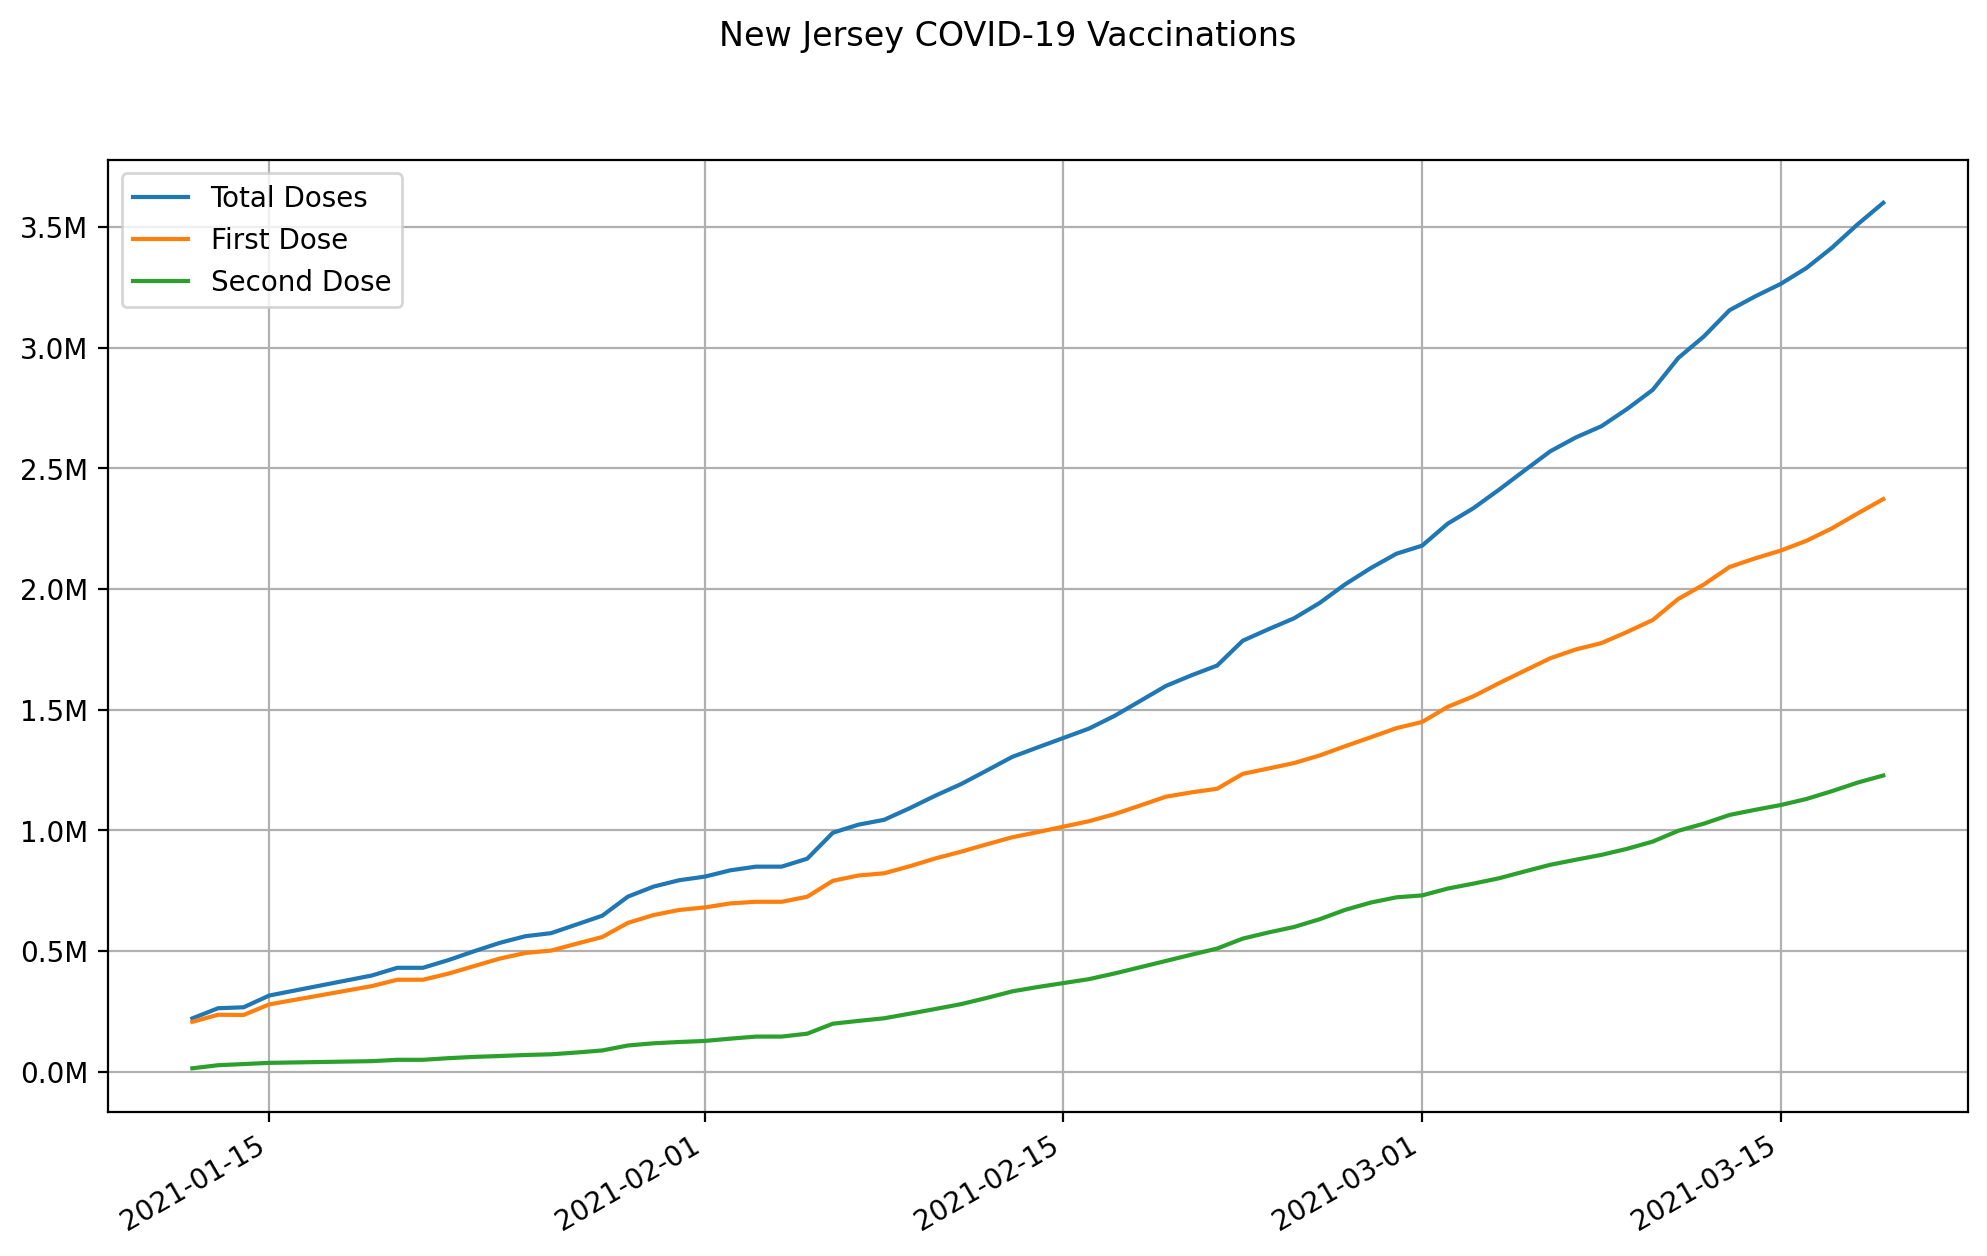 New Jersey COVID-19 Vaccinations
Total Doses
First Dose
Second Dose
3.5M
3.0M
2.5M
2.0M
1.5M
1.0M
0.5M
0.0M
2021-01-15
2021-02-01
2021-02-15
2021-03-01
2021-03-15